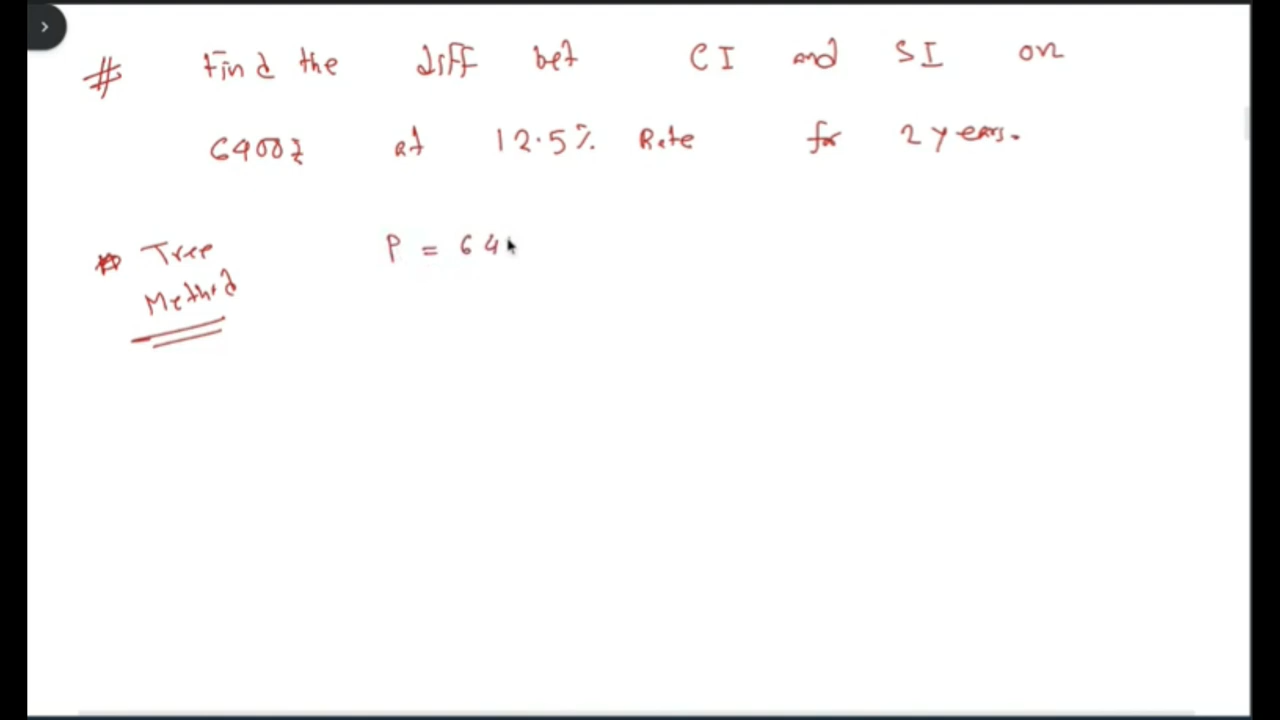 # Find the diff bet CI and SI on
6400₹ at 12.5% Rate for 2 years.
* Tree P = 64
Method